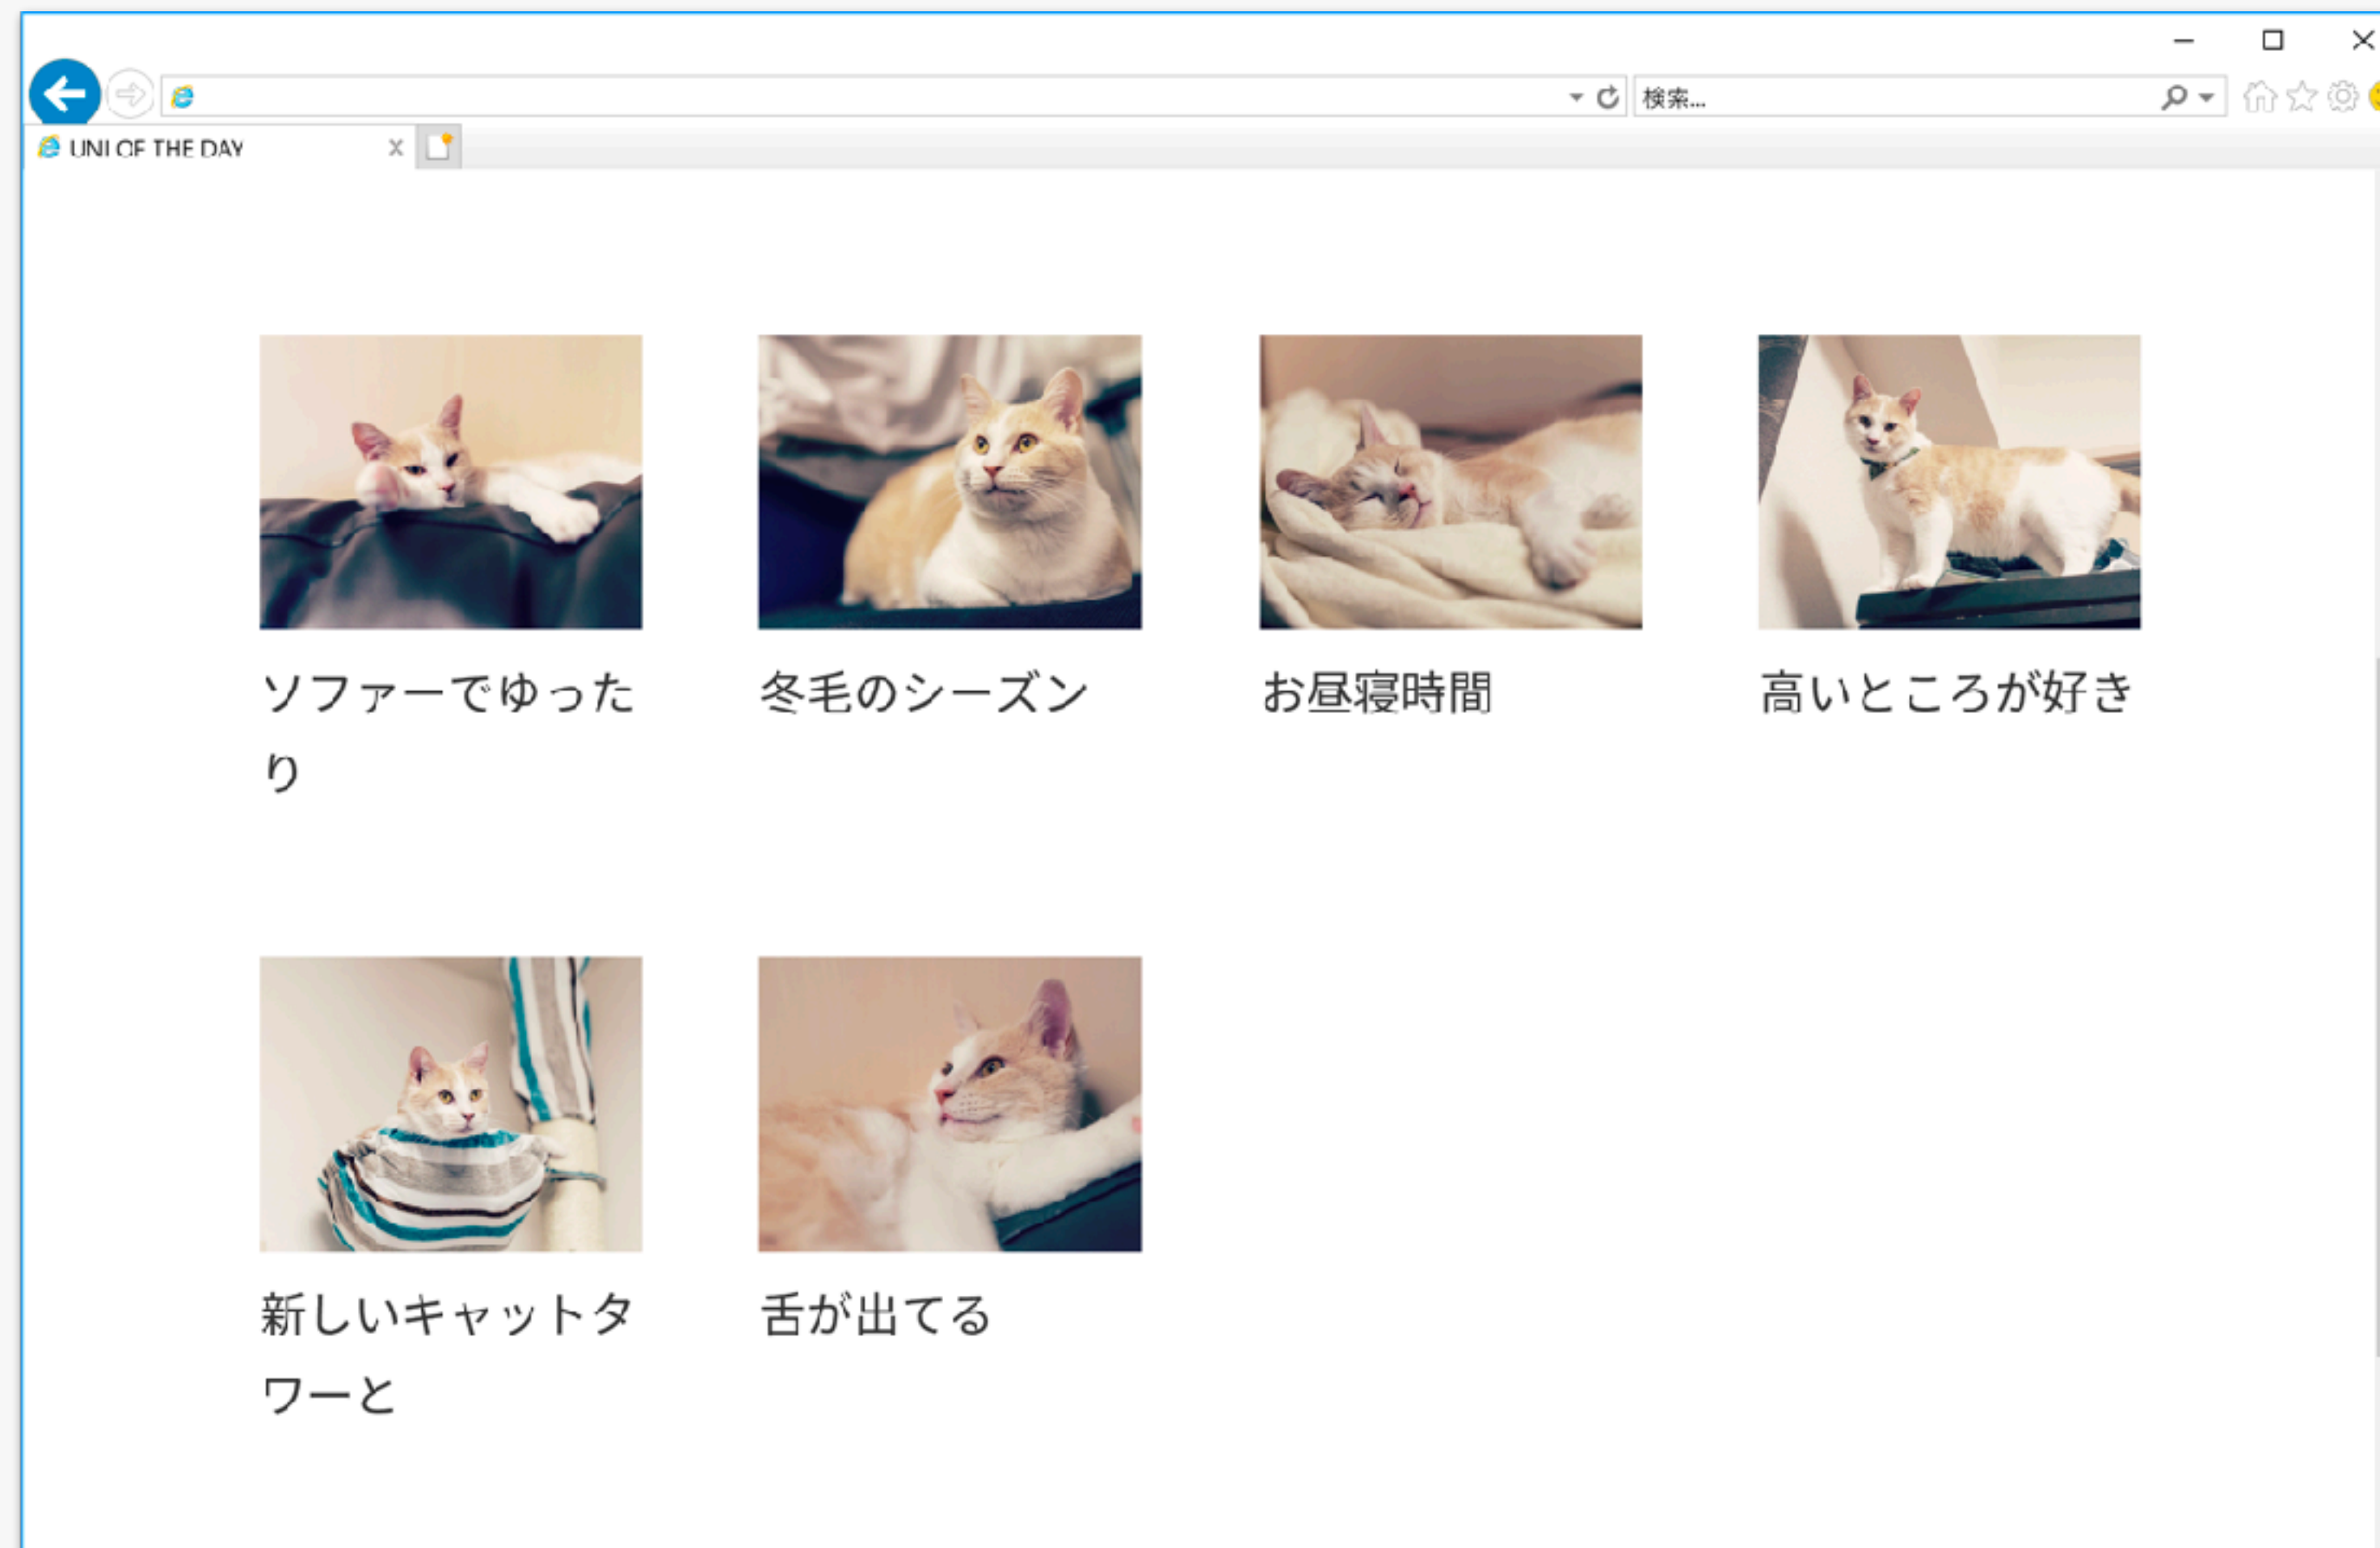 検索...
UNI OF THE DAY
ソファーでゆった
り
冬毛のシーズン
お昼寝時間
高いところが好き
新しいキャットタ
ワーと
舌が出てる